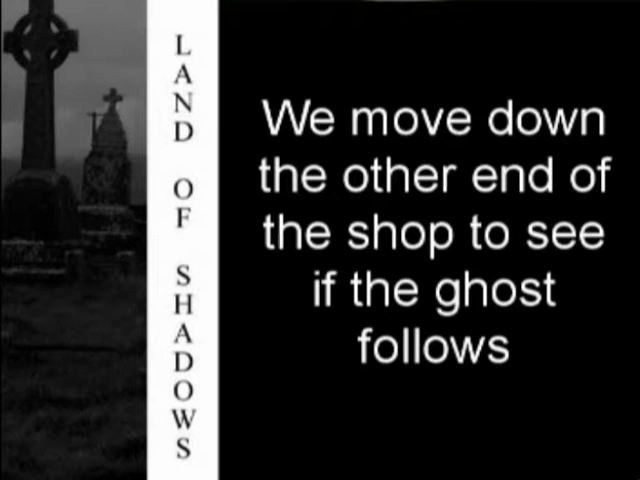 LAND OF SHADOWS
We move down
the other end of
the shop to see
if the ghost
follows